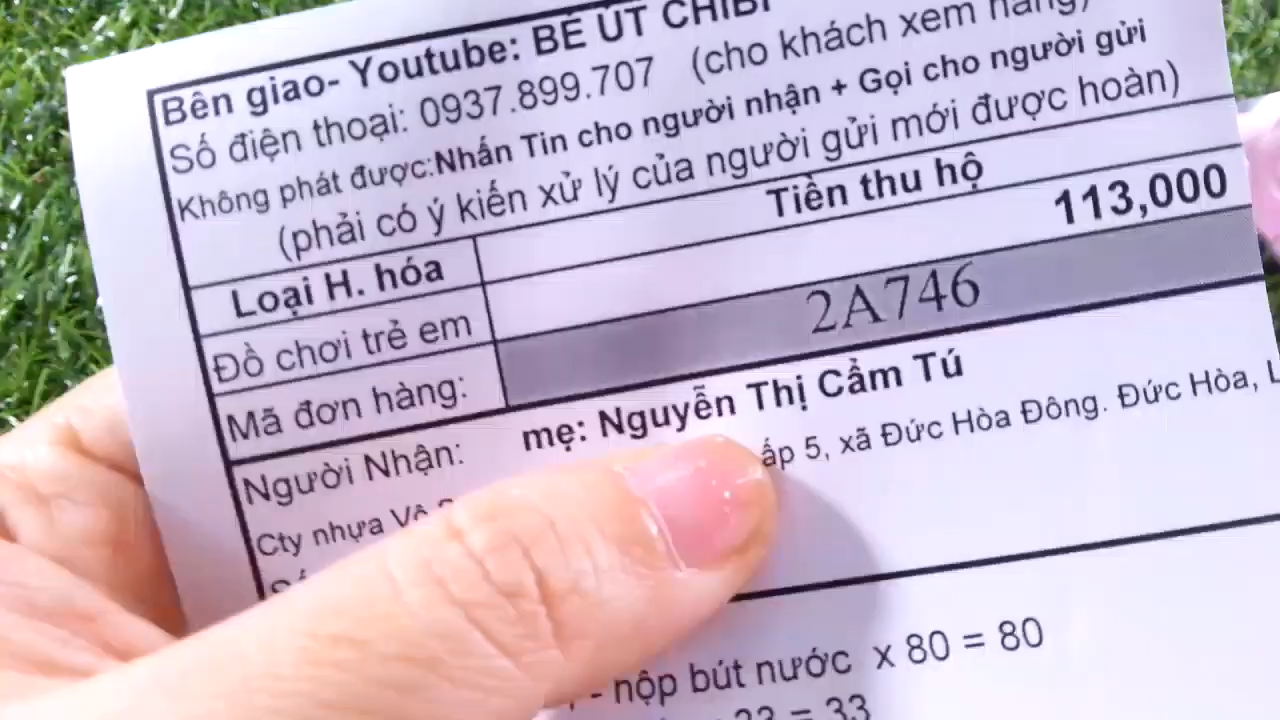 Bên giao- Youtube: BÉ ÚT CHIBI
Số điện thoại: 0937.899.707 (cho khách xem hàng)
Không phát được:Nhấn Tin cho người nhận + Gọi cho người gửi
(phải có ý kiến xử lý của người gửi mới được hoàn)
Loại H. hóa Tiền thu hộ
Đồ chơi trẻ em 113,000
Mã đơn hàng: 2A746
Người Nhận: mẹ: Nguyễn Thị Cẩm Tú
Cty nhựa ấp 5, xã Đức Hòa Đông. Đức Hòa,
- nộp bút nước x 80 = 80
= 33